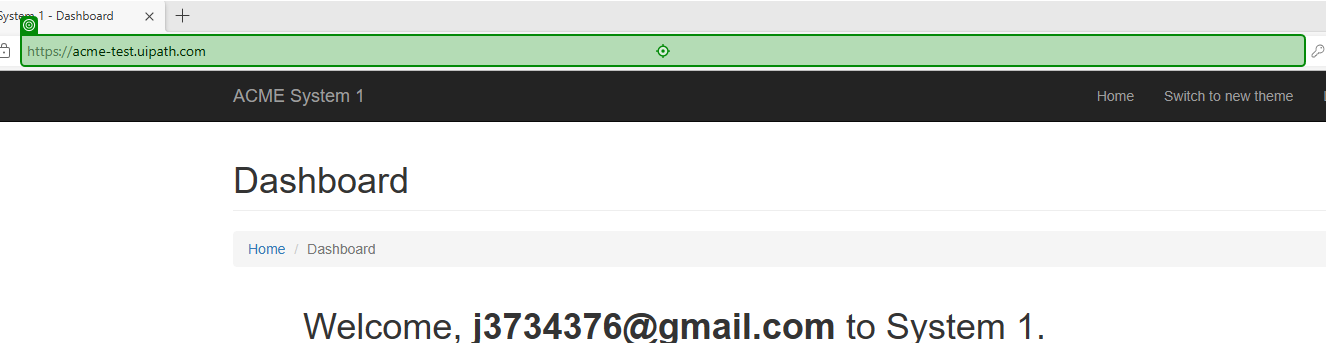 System 1 - Dashboard
https://acme-test.uipath.com
ACME System 1 Home Switch to new theme
Dashboard
Home / Dashboard
Welcome, j3734376@gmail.com to System 1.